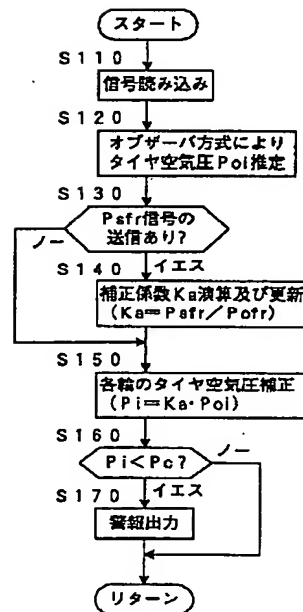 スタート
S110
信号読み込み
S120
オブザーバ方式により
タイヤ空気圧Poi推定
S130
Psfr信号の
送信あり?
ノー
S140
イエス
補正係数Ka演算及び更新
(Ka=Psfr/Pofr)
S150
各輪のタイヤ空気圧補正
(Pi=Ka・Poi)
S160
Pi<Pc?
ノー
S170
イエス
警報出力
リターン